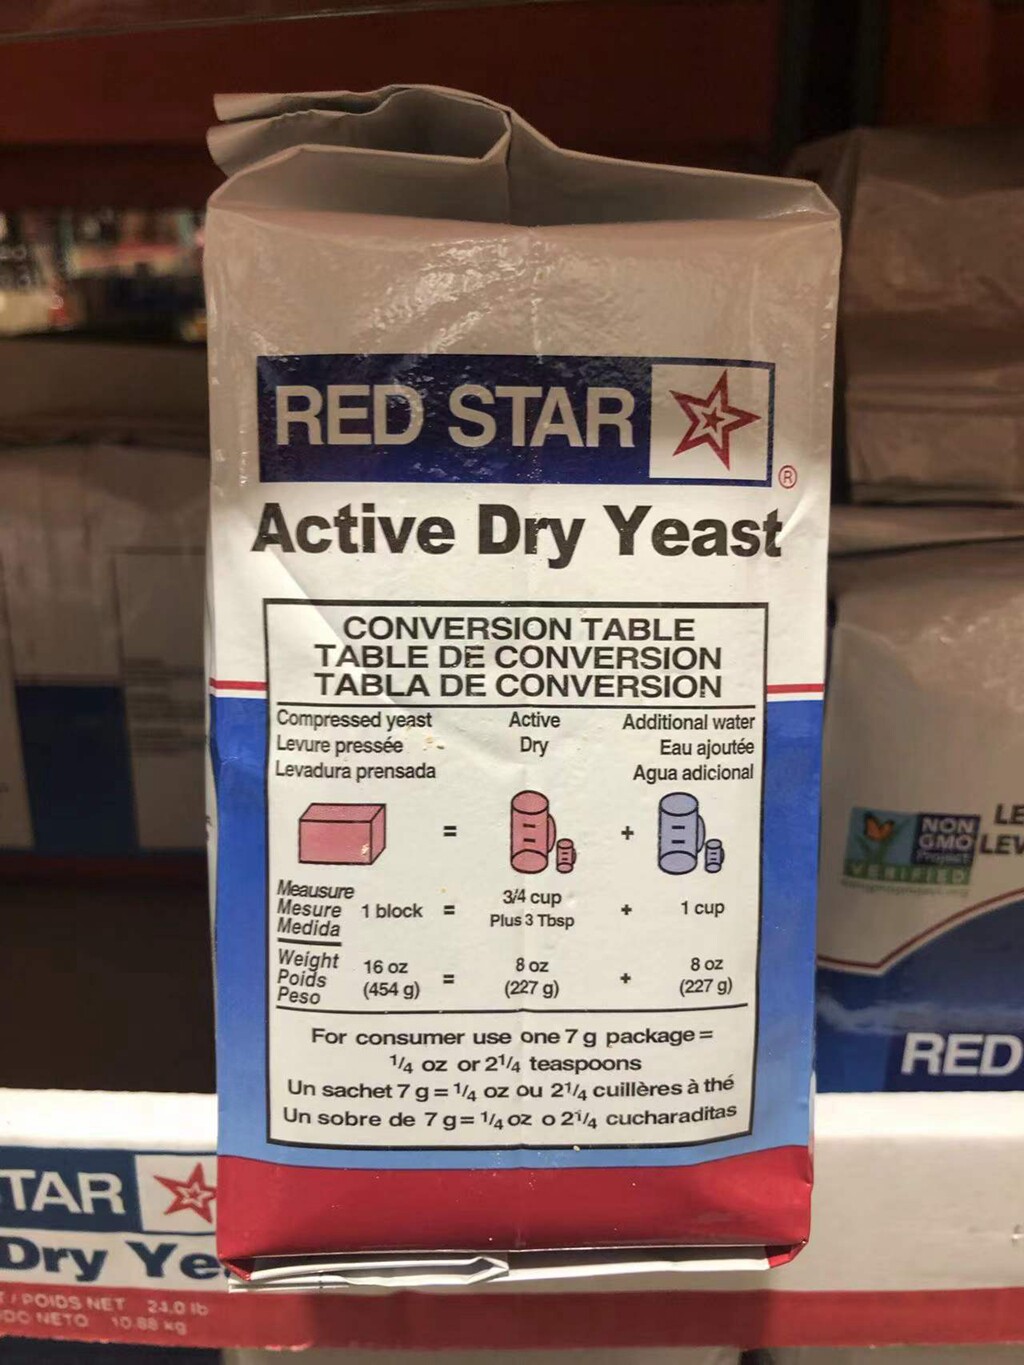 RED STAR
®
Active Dry Yeast
CONVERSION TABLE
TABLE DE CONVERSION
TABLA DE CONVERSION
Compressed yeast Active Additional water
Levure pressée Dry Eau ajoutée
Levadura prensada Agua adicional
= +
Meausure
Mesure 1 block = 3/4 cup + 1 cup
Medida Plus 3 Tbsp
Weight
Poids 16 oz = 8 oz + 8 oz
Peso (454 g) (227 g) (227 g)
For consumer use one 7 g package =
1/4 oz or 2 1/4 teaspoons
Un sachet 7 g = 1/4 oz ou 2 1/4 cuillères à thé
Un sobre de 7 g = 1/4 oz o 2 1/4 cucharaditas
NON
GMO
Project
VERIFIED
LE
LEV
RED
STAR
Dry Ye
T / POIDS NET 24.0 lb
DO NETO 10.88 kg